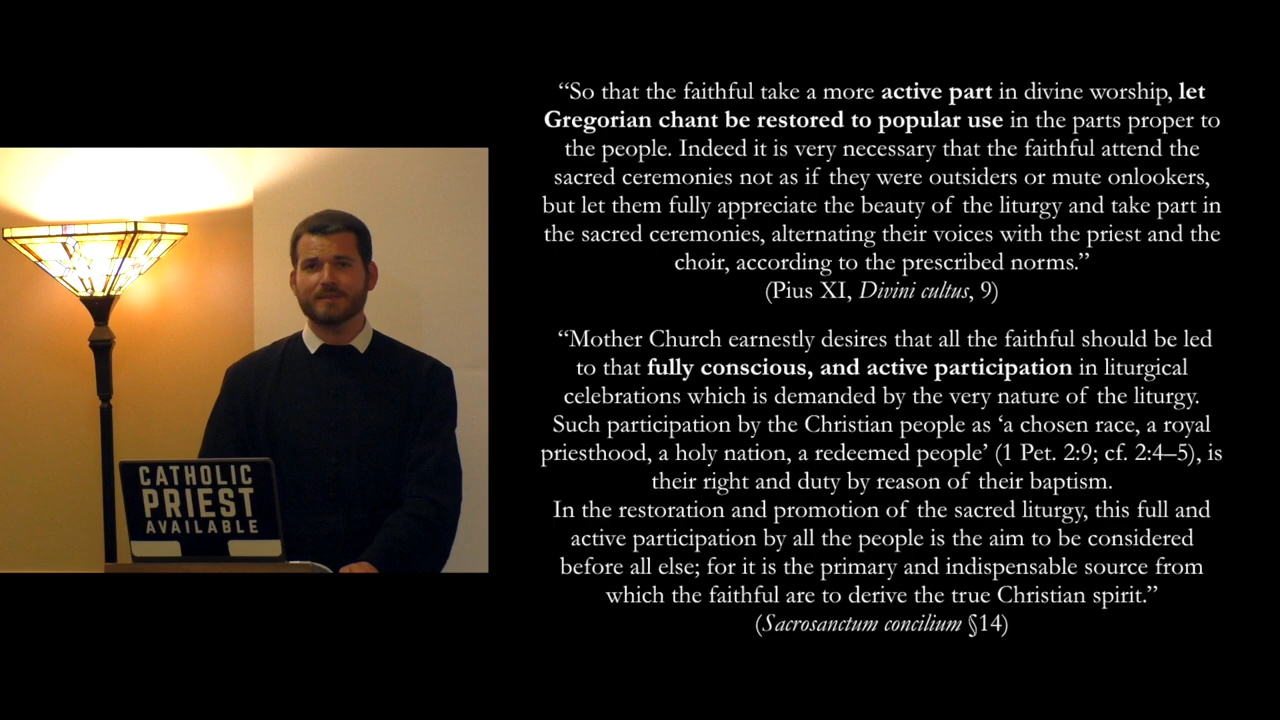 CATHOLIC
PRIEST
AVAILABLE
“So that the faithful take a more active part in divine worship, let
Gregorian chant be restored to popular use in the parts proper to
the people. Indeed it is very necessary that the faithful attend the
sacred ceremonies not as if they were outsiders or mute onlookers,
but let them fully appreciate the beauty of the liturgy and take part in
the sacred ceremonies, alternating their voices with the priest and the
choir, according to the prescribed norms.”
(Pius XI, Divini cultus, 9)
“Mother Church earnestly desires that all the faithful should be led
to that fully conscious, and active participation in liturgical
celebrations which is demanded by the very nature of the liturgy.
Such participation by the Christian people as ‘a chosen race, a royal
priesthood, a holy nation, a redeemed people’ (1 Pet. 2:9; cf. 2:4–5), is
their right and duty by reason of their baptism.
In the restoration and promotion of the sacred liturgy, this full and
active participation by all the people is the aim to be considered
before all else; for it is the primary and indispensable source from
which the faithful are to derive the true Christian spirit.”
(Sacrosanctum concilium §14)